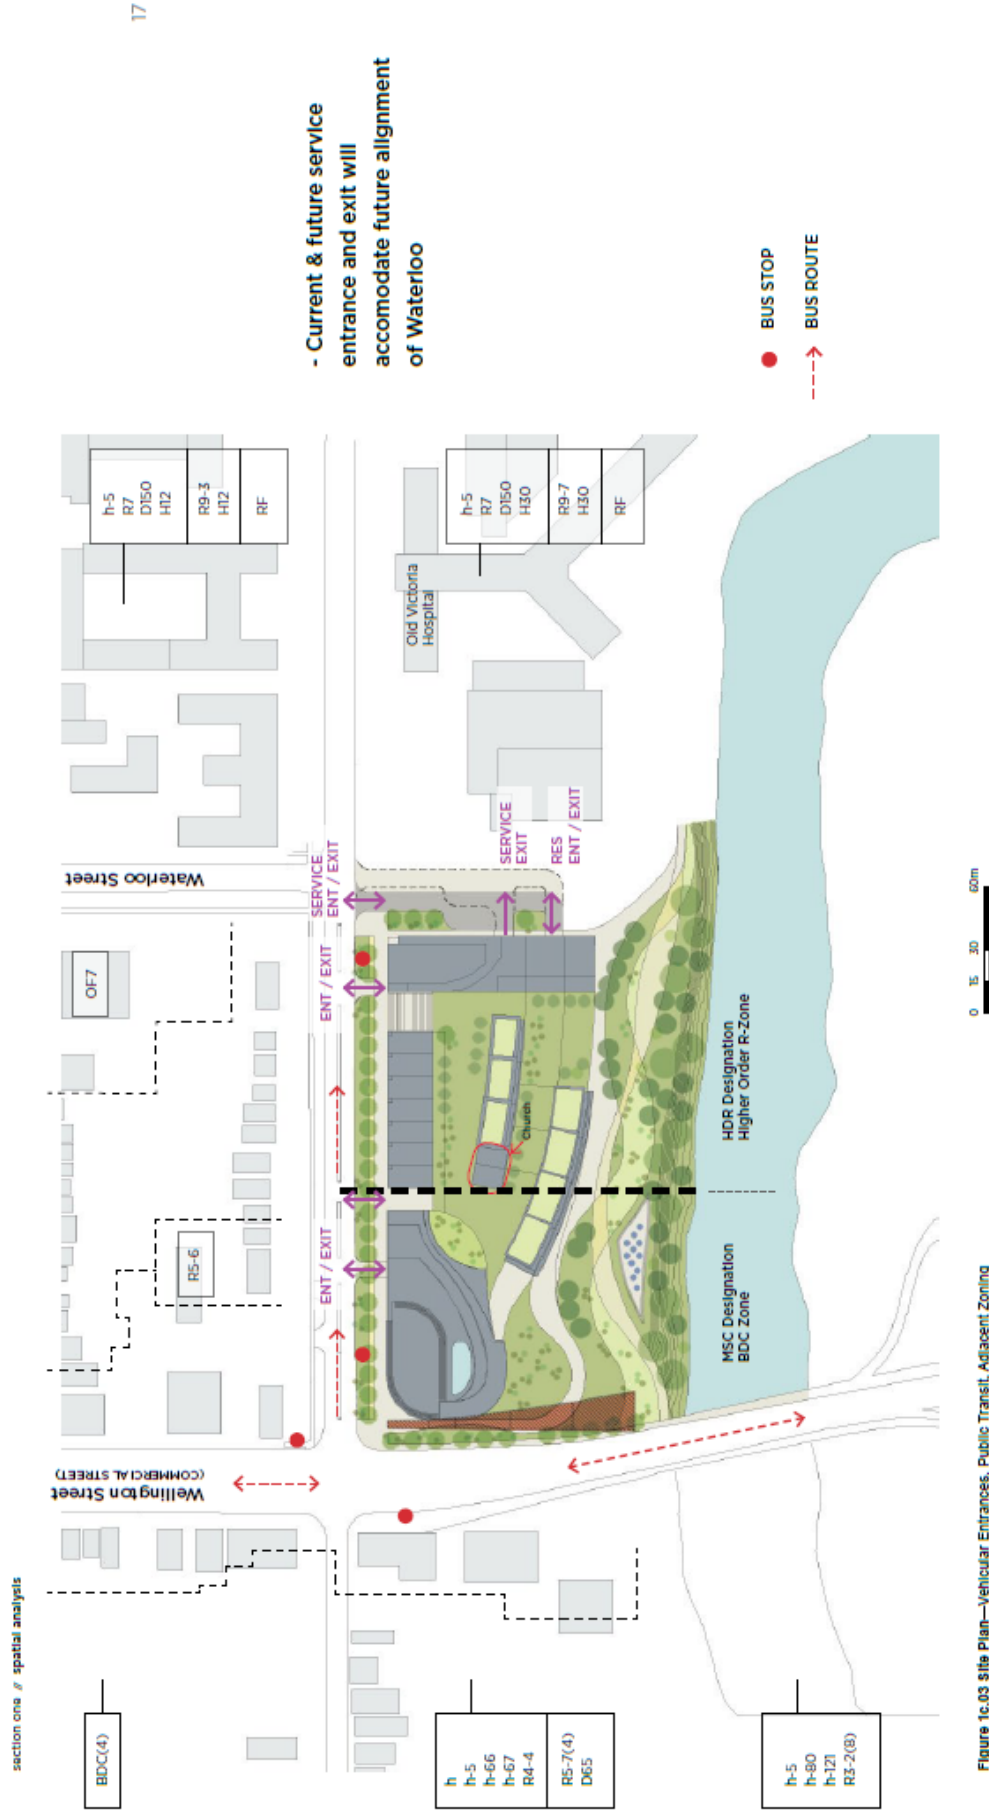 section one // spatial analysis
17
BDC(4)
Wellington Street
(COMMERCIAL STREET)
R5-6
OF7
Waterloo Street
h-5
R7
D150
H12
R9-3
H12
RF
- Current & future service
entrance and exit will
accomodate future alignment
of Waterloo
ENT / EXIT
ENT / EXIT
SERVICE
ENT / EXIT
SERVICE
EXIT
RES
ENT / EXIT
Old Victoria
Hospital
h-5
R7
D150
H30
R9-7
H30
RF
Church
h
h-5
h-66
h-67
R4-4
R5-7(4)
D65
MSC Designation
BDC Zone
HDR Designation
Higher Order R-Zone
BUS STOP
BUS ROUTE
h-5
h-80
h-121
R3-2(8)
0 15 30 60m
Figure 1c.03 Site Plan—Vehicular Entrances, Public Transit, Adjacent Zoning